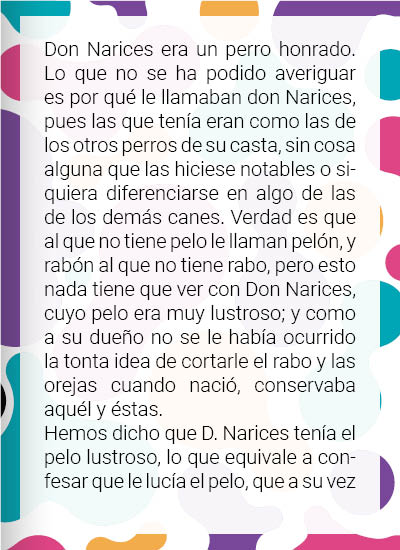 Don Narices era un perro honrado.
Lo que no se ha podido averiguar
es por qué le llamaban don Narices,
pues las que tenía eran como las de
los otros perros de su casta, sin cosa
alguna que las hiciese notables o si-
quiera diferenciarse en algo de las
de los demás canes. Verdad es que
al que no tiene pelo le llaman pelón, y
rabón al que no tiene rabo, pero esto
nada tiene que ver con Don Narices,
cuyo pelo era muy lustroso; y como
a su dueño no se le había ocurrido
la tonta idea de cortarle el rabo y las
orejas cuando nació, conservaba
aquél y éstas.
Hemos dicho que D. Narices tenía el
pelo lustroso, lo que equivale a con-
fesar que le lucía el pelo, que a su vez